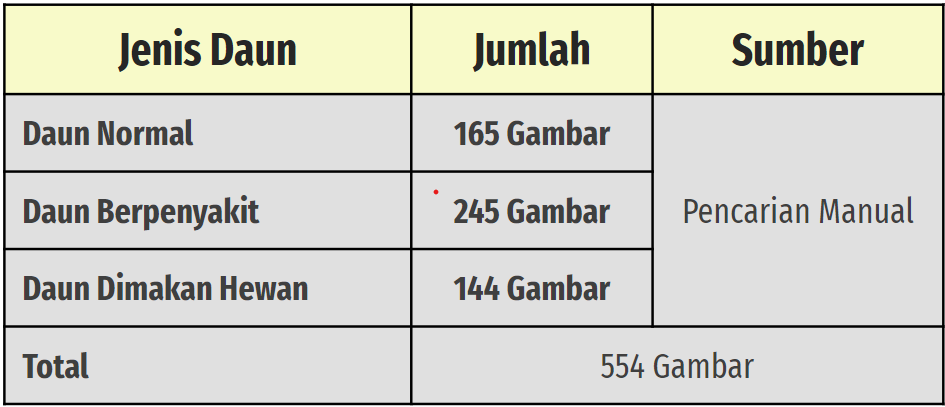 Jenis Daun Jumlah Sumber
Daun Normal 165 Gambar
Daun Berpenyakit 245 Gambar Pencarian Manual
Daun Dimakan Hewan 144 Gambar
Total 554 Gambar